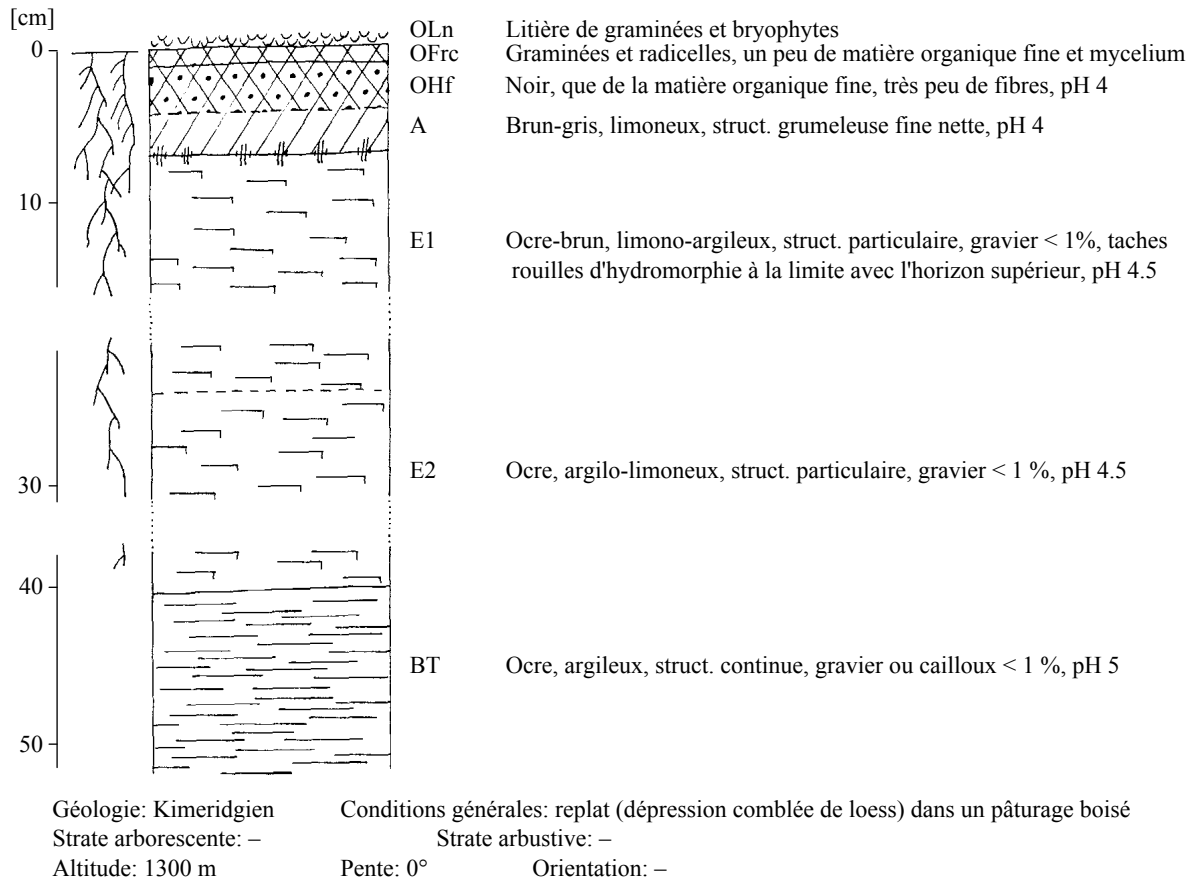 [cm]
OLn Litière de graminées et bryophytes
0 OFrc Graminées et radicelles, un peu de matière organique fine et mycelium
OHf Noir, que de la matière organique fine, très peu de fibres, pH 4
A Brun-gris, limoneux, struct. grumeleuse fine nette, pH 4
10
E1 Ocre-brun, limono-argileux, struct. particulaire, gravier < 1%, taches
rouilles d'hydromorphie à la limite avec l'horizon supérieur, pH 4.5
30 E2 Ocre, argilo-limoneux, struct. particulaire, gravier < 1 %, pH 4.5
40
BT Ocre, argileux, struct. continue, gravier ou cailloux < 1 %, pH 5
50
Géologie: Kimeridgien Conditions générales: replat (dépression comblée de loess) dans un pâturage boisé
Strate arborescente: – Strate arbustive: –
Altitude: 1300 m Pente: 0° Orientation: –